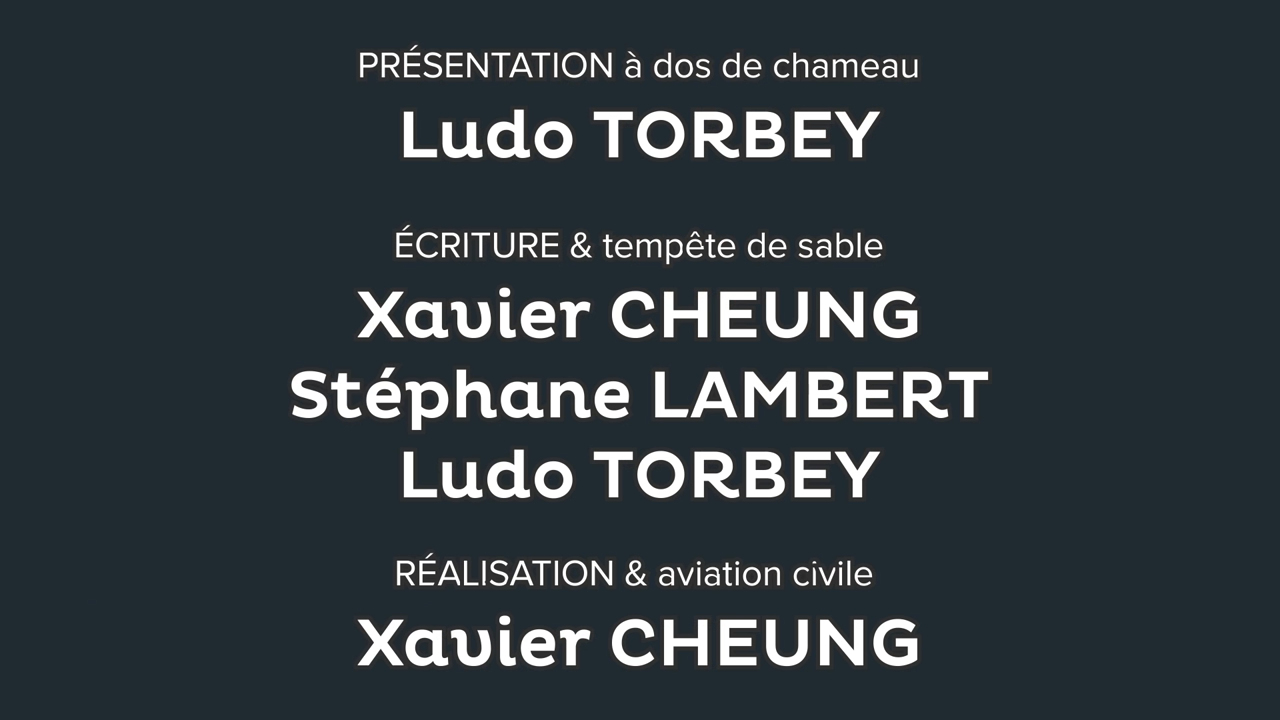 PRÉSENTATION à dos de chameau
Ludo TORBEY
ÉCRITURE & tempête de sable
Xavier CHEUNG
Stéphane LAMBERT
Ludo TORBEY
RÉALISATION & aviation civile
Xavier CHEUNG